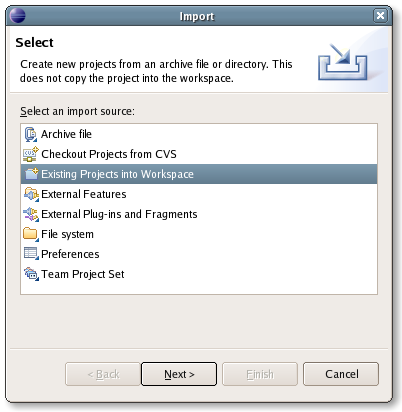 Import
Select
Create new projects from an archive file or directory. This
does not copy the project into the workspace.
Select an import source:
Archive file
Checkout Projects from CVS
Existing Projects into Workspace
External Features
External Plug-ins and Fragments
File system
Preferences
Team Project Set
< Back
Next >
Finish
Cancel